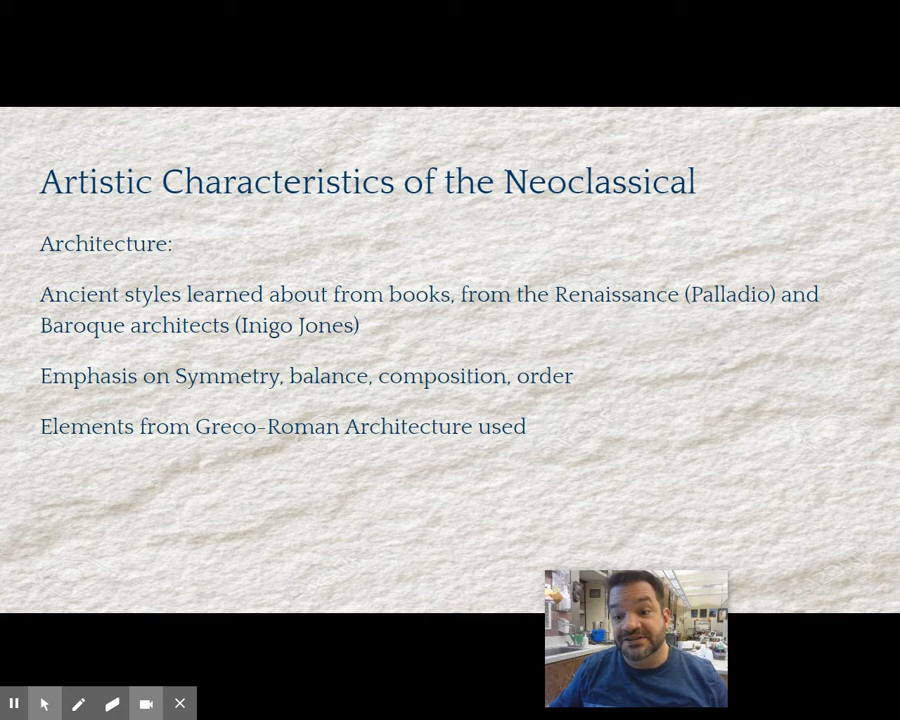 Artistic Characteristics of the Neoclassical
Architecture:
Ancient styles learned about from books, from the Renaissance (Palladio) and
Baroque architects (Inigo Jones)
Emphasis on Symmetry, balance, composition, order
Elements from Greco-Roman Architecture used